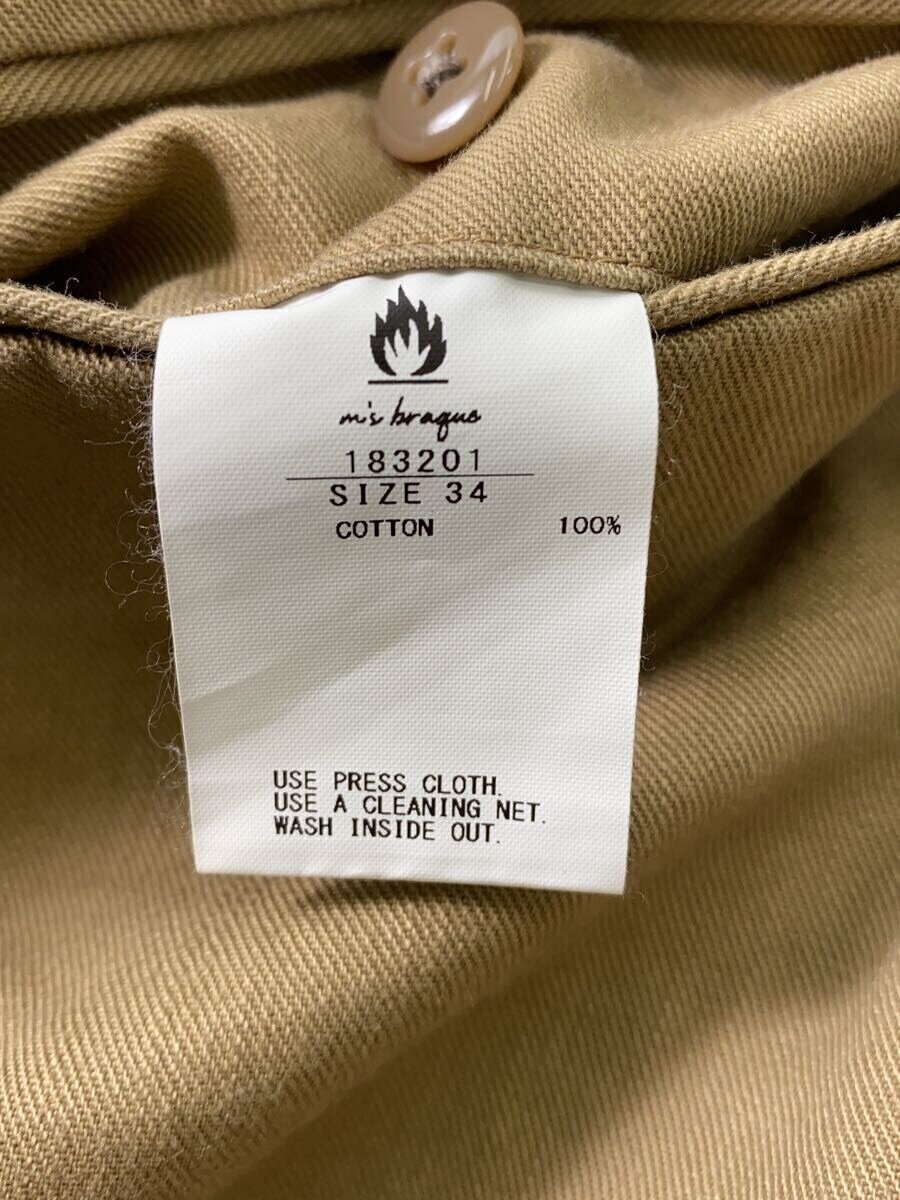 m's braque
183201
SIZE 34
COTTON 100%
USE PRESS CLOTH.
USE A CLEANING NET.
WASH INSIDE OUT.